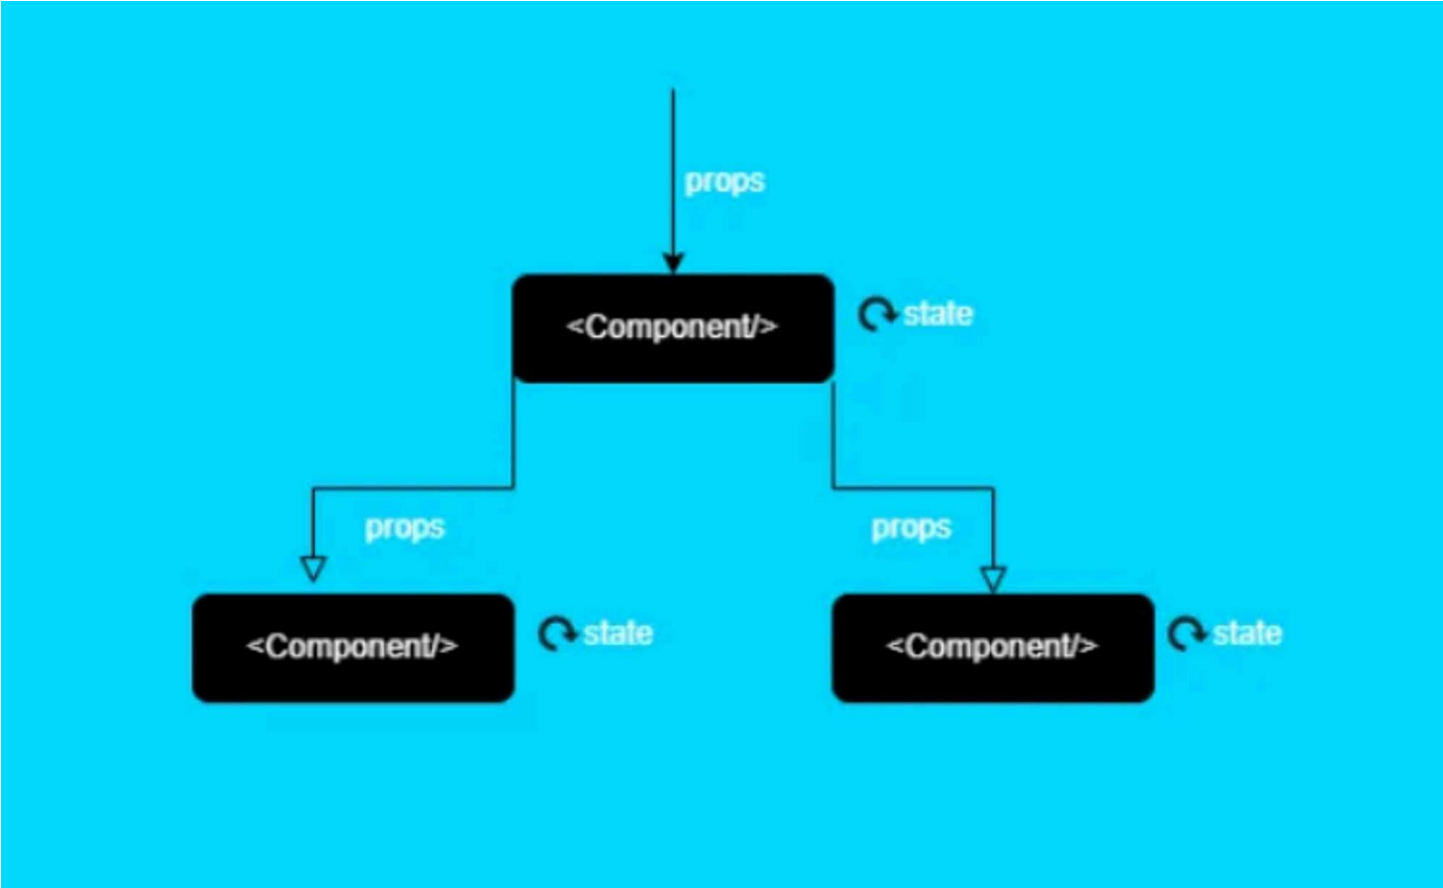 props
<Component/>
state
props
props
<Component/>
state
<Component/>
state